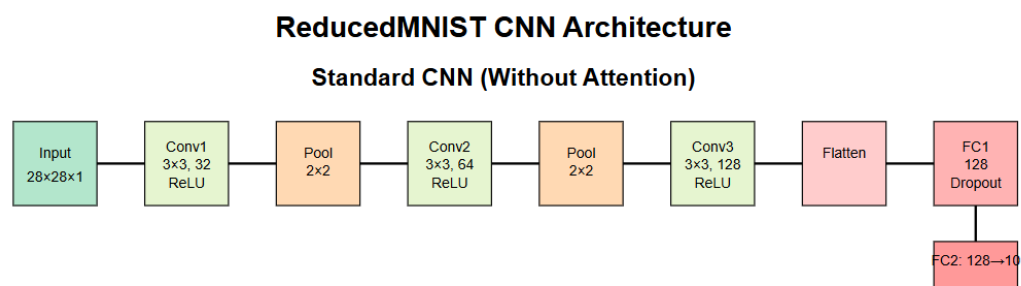 ReducedMNIST CNN Architecture
Standard CNN (Without Attention)
Input
28×28×1
Conv1
3×3, 32
ReLU
Pool
2×2
Conv2
3×3, 64
ReLU
Pool
2×2
Conv3
3×3, 128
ReLU
Flatten
FC1
128
Dropout
FC2: 128→10